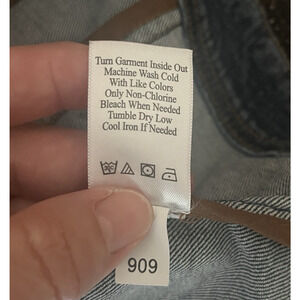 Turn Garment Inside Out
Machine Wash Cold
With Like Colors
Only Non-Chlorine
Bleach When Needed
Tumble Dry Low
Cool Iron If Needed
909